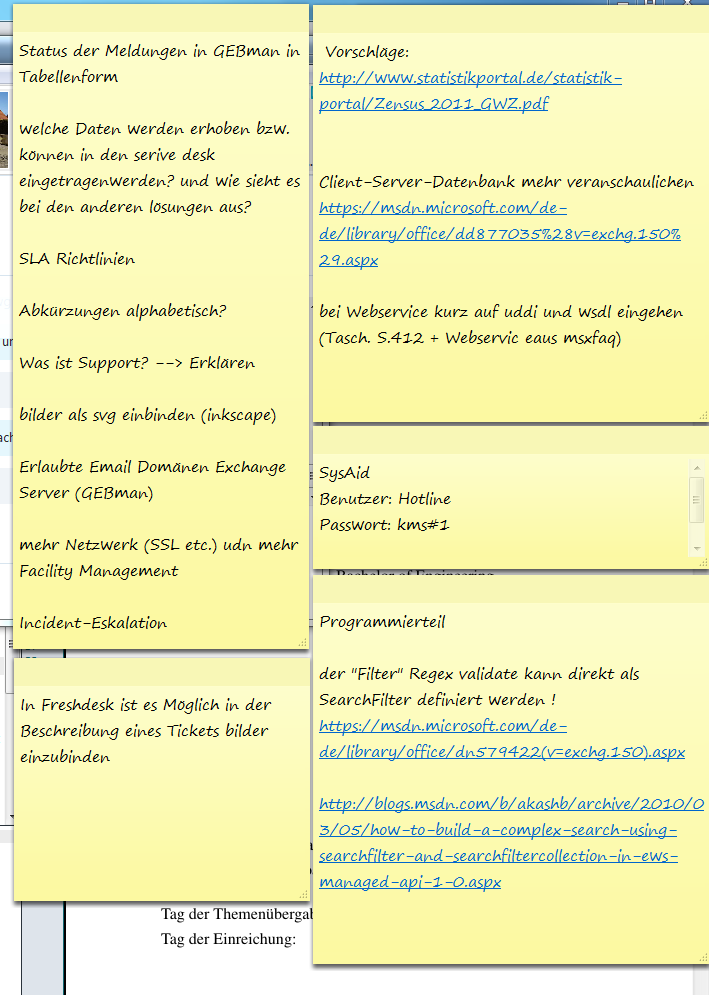 Status der Meldungen in GEBman in
Tabellenform
welche Daten werden erhoben bzw.
können in den serive desk
eingetragenwerden? und wie sieht es
bei den anderen lösungen aus?
SLA Richtlinien
Abkürzungen alphabetisch?
Was ist Support? --> Erklären
bilder als svg einbinden (inkscape)
Erlaubte Email Domänen Exchange
Server (GEBman)
mehr Netzwerk (SSL etc.) udn mehr
Facility Management
Incident-Eskalation
In Freshdesk ist es Möglich in der
Beschreibung eines Tickets bilder
einzubinden
Vorschläge:
http://www.statistikportal.de/statistik-
portal/Zensus_2011_GWZ.pdf
Client-Server-Datenbank mehr veranschaulichen
https://msdn.microsoft.com/de-
de/library/office/dd877035%28v=exchg.150%
29.aspx
bei Webservice kurz auf uddi und wsdl eingehen
(Tasch. S.412 + Webservic eaus msxfaq)
SysAid
Benutzer: Hotline
Passwort: kms#1
Bachelor of Engineering
Programmierteil
der "Filter" Regex validate kann direkt als
SearchFilter definiert werden !
https://msdn.microsoft.com/de-
de/library/office/dn579422(v=exchg.150).aspx
http://blogs.msdn.com/b/akashb/archive/2010/0
3/05/how-to-build-a-complex-search-using-
searchfilter-and-searchfiltercollection-in-ews-
managed-api-1-0.aspx
Tag der Themenübergab
Tag der Einreichung: